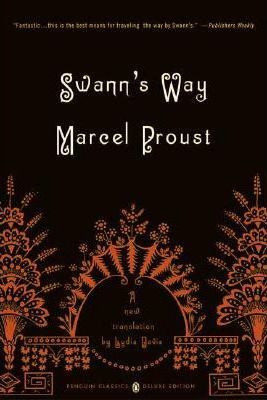 "Fantastic...this is the best means for traveling the way by Swann's." —Publishers Weekly
Swann's Way
Marcel Proust
A
new
translation
by Lydia Davis
PENGUIN CLASSICS DELUXE EDITION